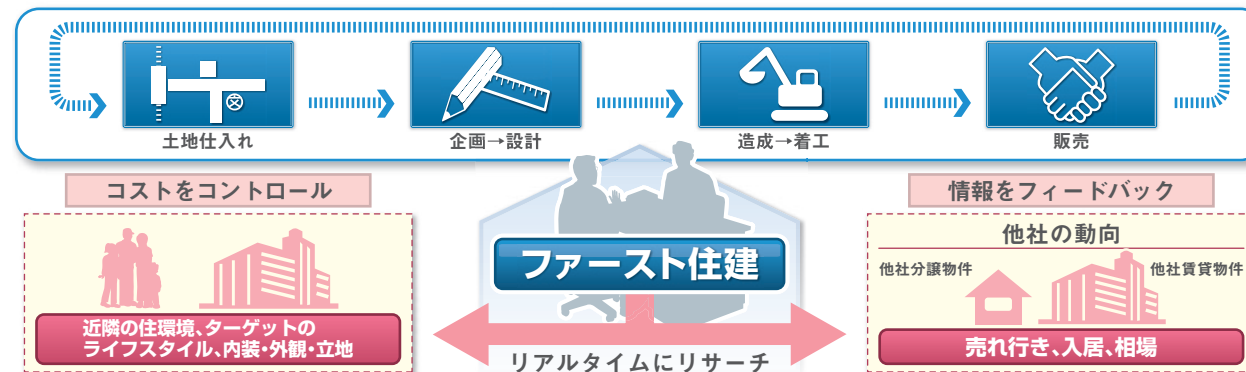 土地仕入れ
企画→設計
造成→着工
販売
コストをコントロール
近隣の住環境、ターゲットの
ライフスタイル、内装・外観・立地
ファースト住建
リアルタイムにリサーチ
情報をフィードバック
他社の動向
他社分譲物件
他社賃貸物件
売れ行き、入居、相場